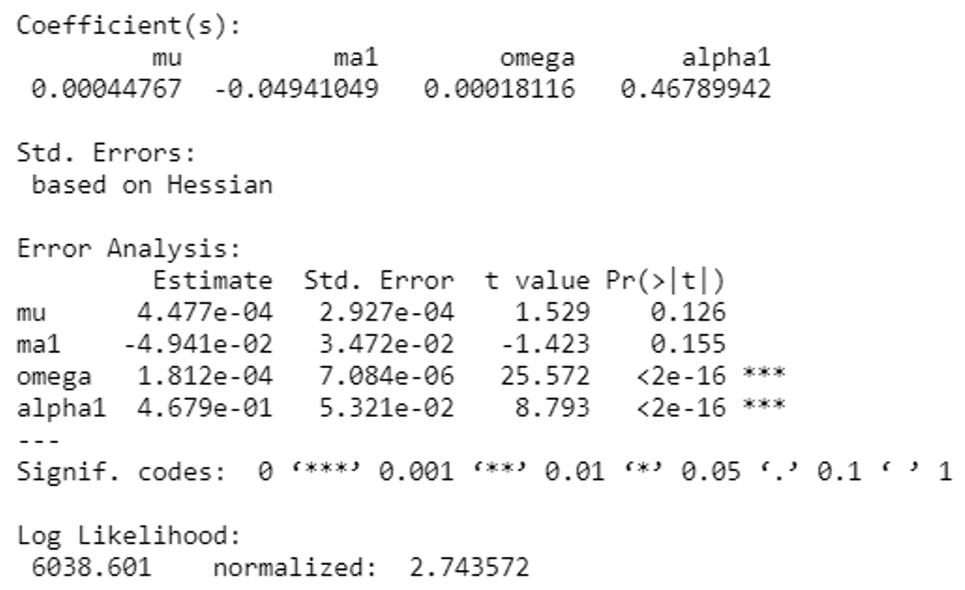 Coefficient(s):
         mu          ma1        omega       alpha1
 0.00044767  -0.04941049   0.00018116   0.46789942
Std. Errors:
 based on Hessian
Error Analysis:
         Estimate  Std. Error  t value Pr(>|t|)
mu      4.477e-04   2.927e-04    1.529    0.126
ma1    -4.941e-02   3.472e-02   -1.423    0.155
omega   1.812e-04   7.084e-06   25.572   <2e-16 ***
alpha1  4.679e-01   5.321e-02    8.793   <2e-16 ***
---
Signif. codes:  0 ‘***’ 0.001 ‘**’ 0.01 ‘*’ 0.05 ‘.’ 0.1 ‘ ’ 1
Log Likelihood:
 6038.601    normalized:  2.743572